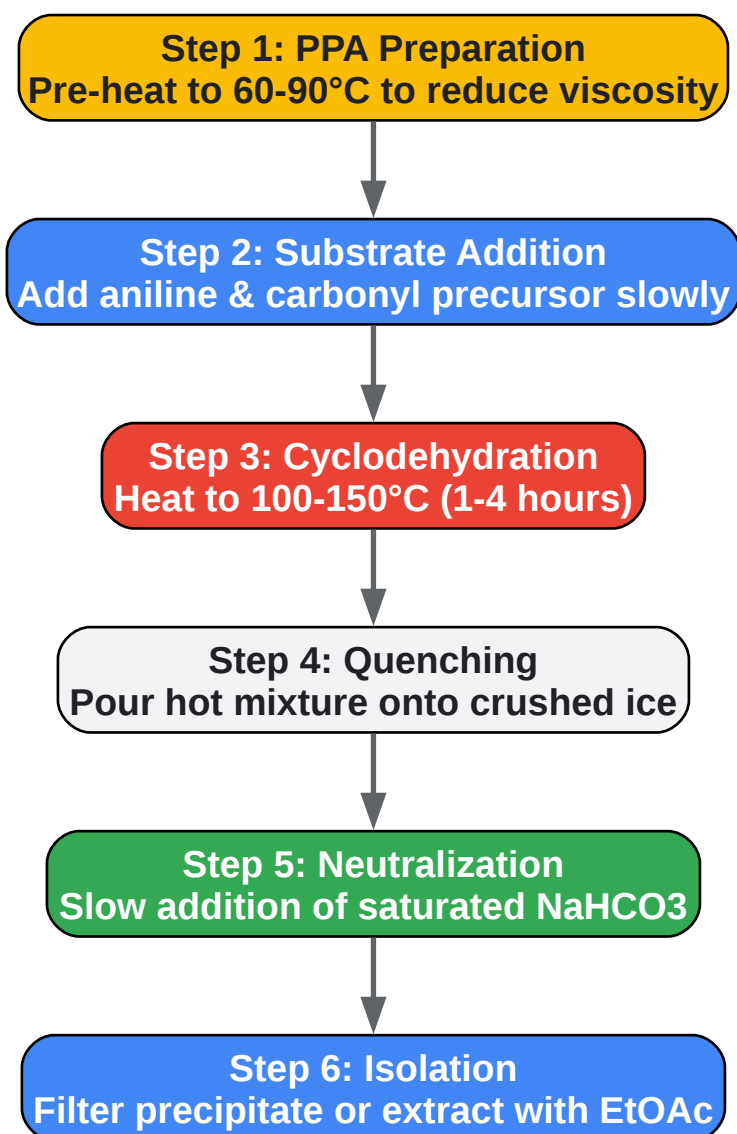 Step 1: PPA Preparation
Pre-heat to 60-90°C to reduce viscosity
Step 2: Substrate Addition
Add aniline & carbonyl precursor slowly
Step 3: Cyclodehydration
Heat to 100-150°C (1-4 hours)
Step 4: Quenching
Pour hot mixture onto crushed ice
Step 5: Neutralization
Slow addition of saturated NaHCO3
Step 6: Isolation
Filter precipitate or extract with EtOAc